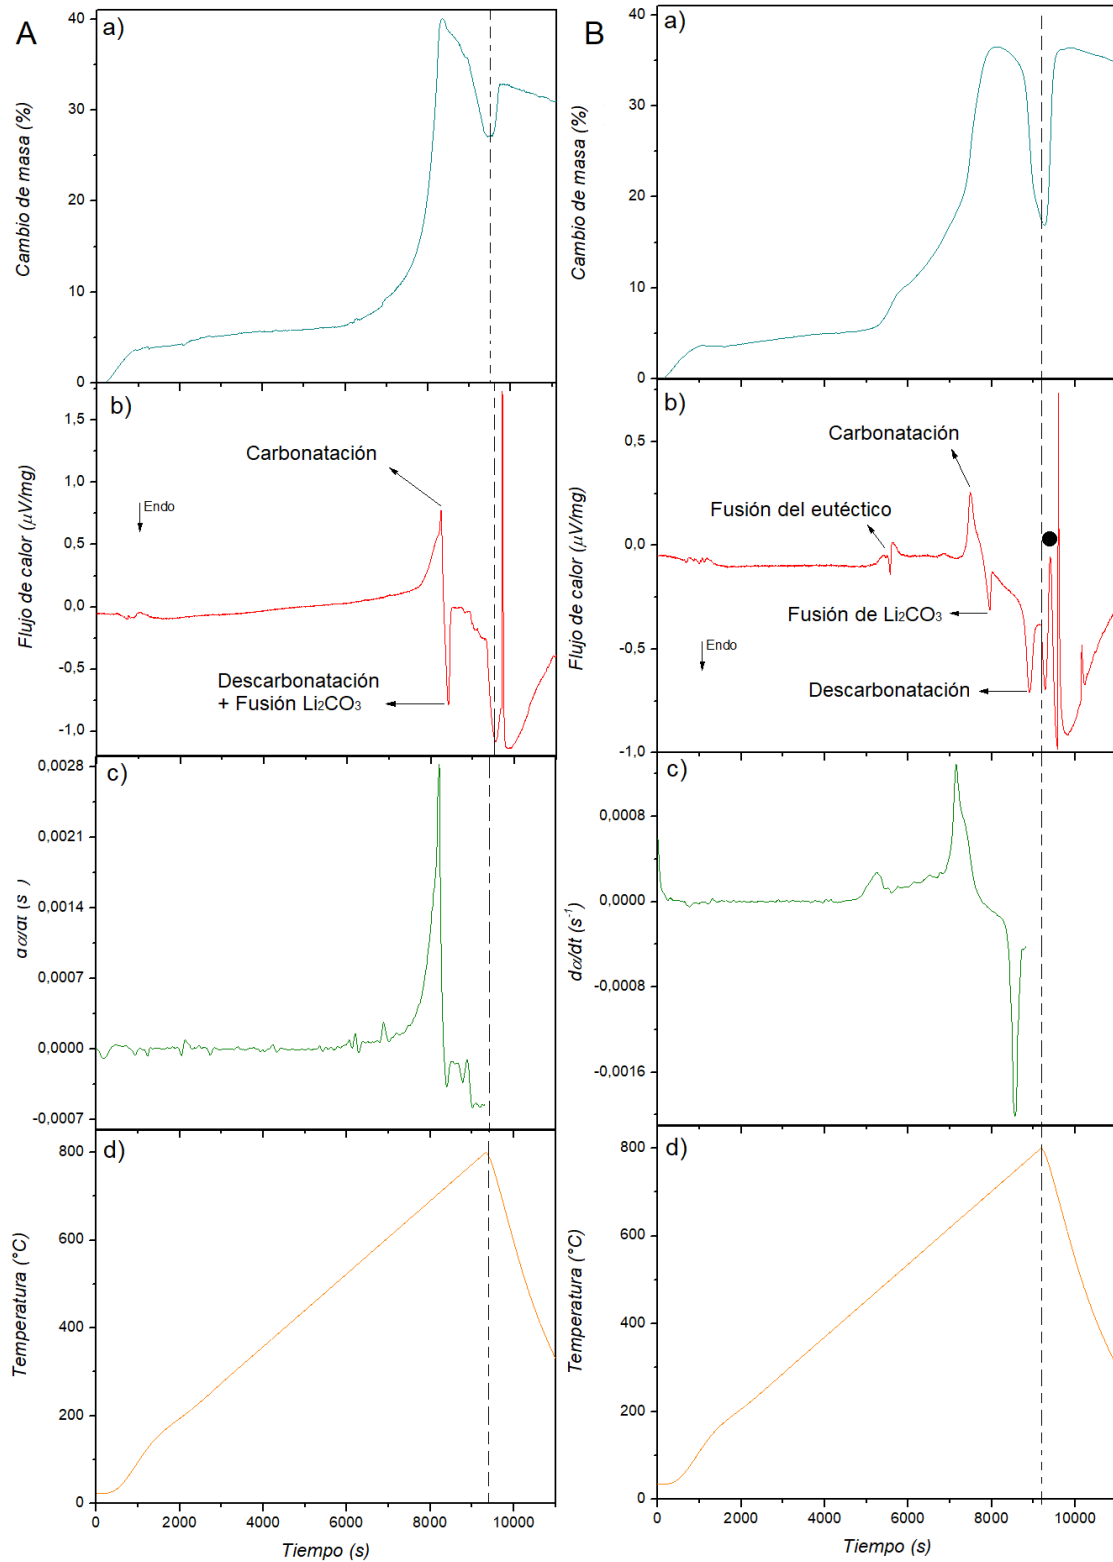 A
a)
40
30
20
10
0
Cambio de masa (%)
b)
1,5
1,0
0,5
0,0
-0,5
-1,0
Flujo de calor (μV/mg)
Carbonatación
Endo
Descarbonatación
+ Fusión Li₂CO₃
c)
0,0028
0,0021
0,0014
0,0007
0,0000
-0,0007
dα/dt (s )
d)
800
600
400
200
0
Temperatura (°C)
0 2000 4000 6000 8000 10000
Tiempo (s)
B
a)
40
30
20
10
0
Cambio de masa (%)
b)
0,5
0,0
-0,5
-1,0
Flujo de calor (μV/mg)
Carbonatación
Fusión del eutéctico
Fusión de Li₂CO₃
Endo
Descarbonatación
c)
0,0008
0,0000
-0,0008
-0,0016
dα/dt (s⁻¹)
d)
800
600
400
200
0
Temperatura (°C)
0 2000 4000 6000 8000 10000
Tiempo (s)